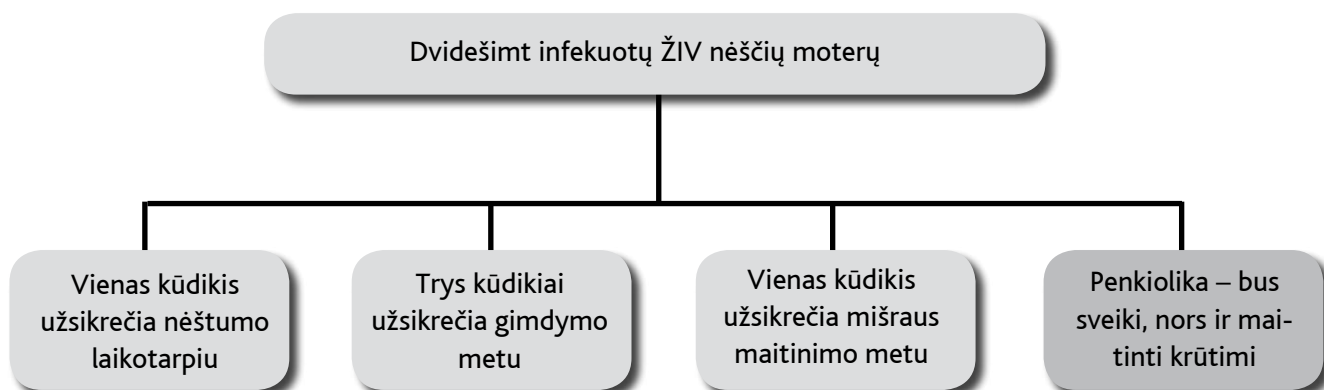 Dvidešimt infekuotų ŽIV nėščių moterų
Vienas kūdikis
užsikrečia nėštumo
laikotarpiu
Trys kūdikiai
užsikrečia gimdymo
metu
Vienas kūdikis
užsikrečia mišraus
maitinimo metu
Penkiolika – bus
sveiki, nors ir mai-
tinti krūtimi